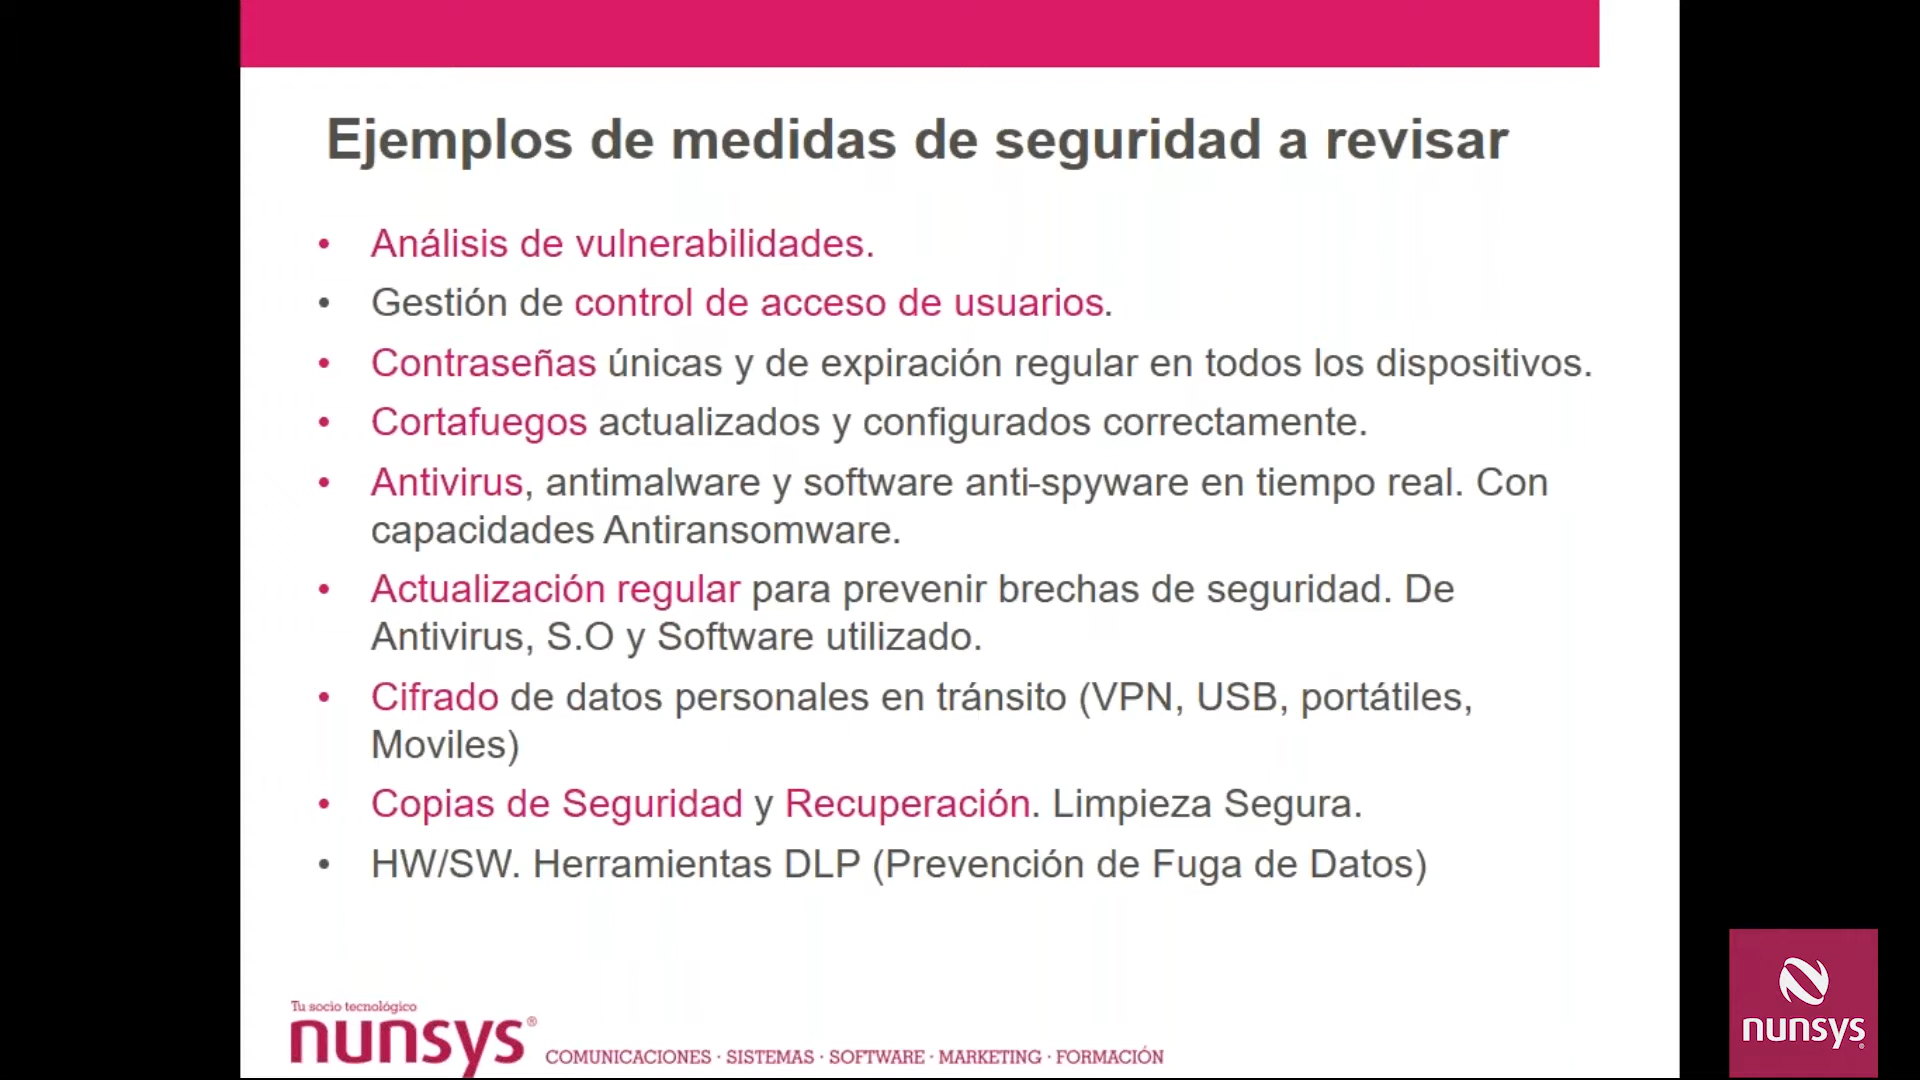 Ejemplos de medidas de seguridad a revisar
• Análisis de vulnerabilidades.
• Gestión de control de acceso de usuarios.
• Contraseñas únicas y de expiración regular en todos los dispositivos.
• Cortafuegos actualizados y configurados correctamente.
• Antivirus, antimalware y software anti-spyware en tiempo real. Con
capacidades Antiransomware.
• Actualización regular para prevenir brechas de seguridad. De
Antivirus, S.O y Software utilizado.
• Cifrado de datos personales en tránsito (VPN, USB, portátiles,
Moviles)
• Copias de Seguridad y Recuperación. Limpieza Segura.
• HW/SW. Herramientas DLP (Prevención de Fuga de Datos)
Tu socio tecnológico
nunsys®
COMUNICACIONES · SISTEMAS · SOFTWARE · MARKETING · FORMACIÓN
nunsys®